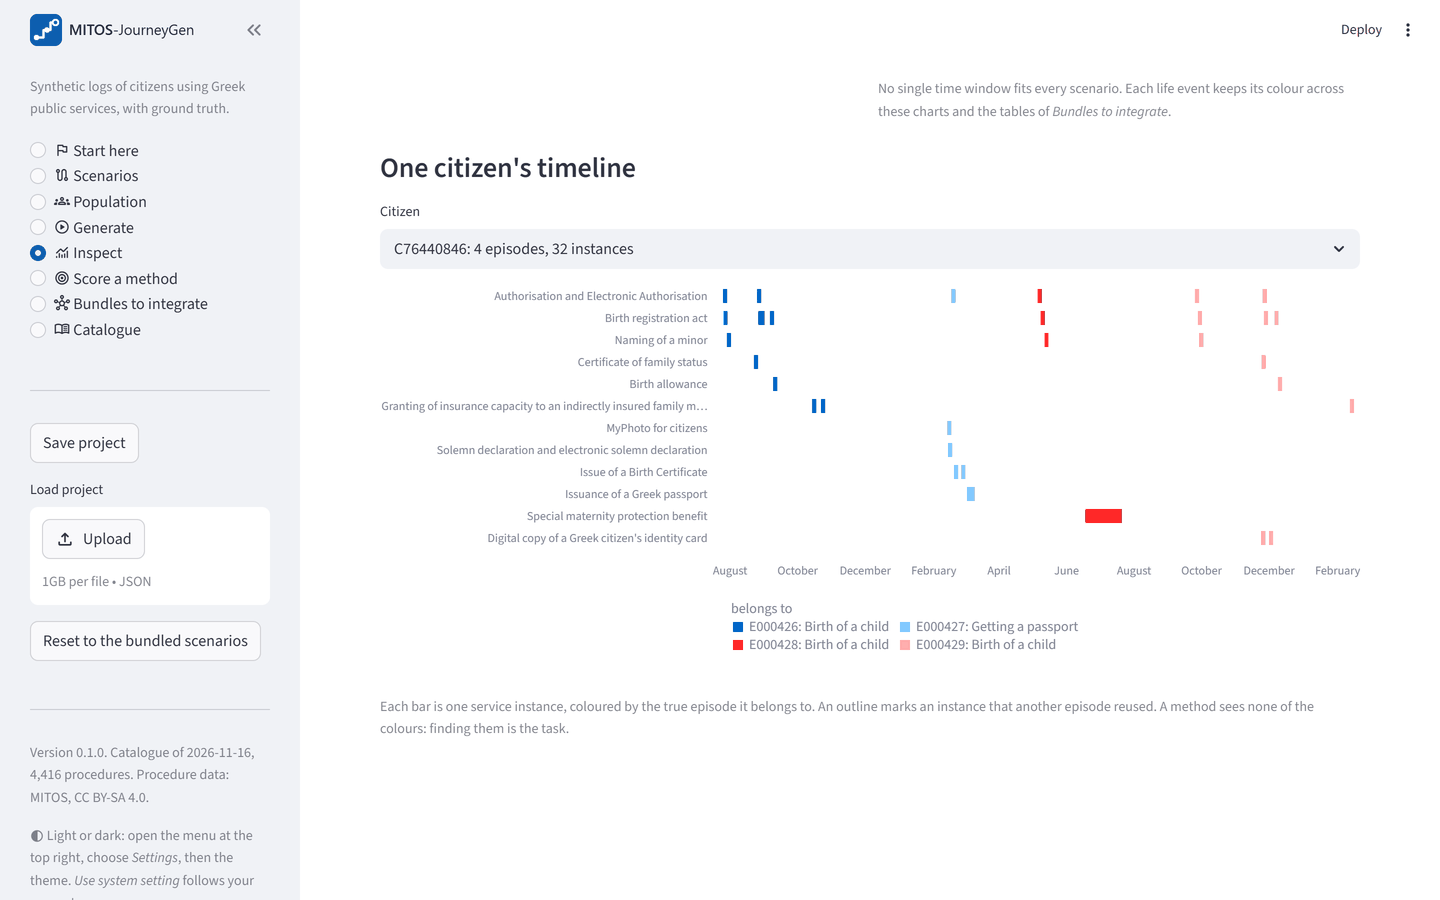 MITOS-JourneyGen
Synthetic logs of citizens using Greek
public services, with ground truth.
Start here
Scenarios
Population
Generate
Inspect
Score a method
Bundles to integrate
Catalogue
Save project
Load project
Upload
1GB per file • JSON
Reset to the bundled scenarios
Version 0.1.0. Catalogue of 2026-11-16,
4,416 procedures. Procedure data:
MITOS, CC BY-SA 4.0.
Light or dark: open the menu at the
top right, choose Settings, then the
theme. Use system setting follows your
Deploy
No single time window fits every scenario. Each life event keeps its colour across
these charts and the tables of Bundles to integrate.
One citizen's timeline
Citizen
C76440846: 4 episodes, 32 instances
Authorisation and Electronic Authorisation
Birth registration act
Naming of a minor
Certificate of family status
Birth allowance
Granting of insurance capacity to an indirectly insured family m…
MyPhoto for citizens
Solemn declaration and electronic solemn declaration
Issue of a Birth Certificate
Issuance of a Greek passport
Special maternity protection benefit
Digital copy of a Greek citizen's identity card
August October December February April June August October December February
belongs to
E000426: Birth of a child E000427: Getting a passport
E000428: Birth of a child E000429: Birth of a child
Each bar is one service instance, coloured by the true episode it belongs to. An outline marks an instance that another episode reused. A method sees none of the
colours: finding them is the task.